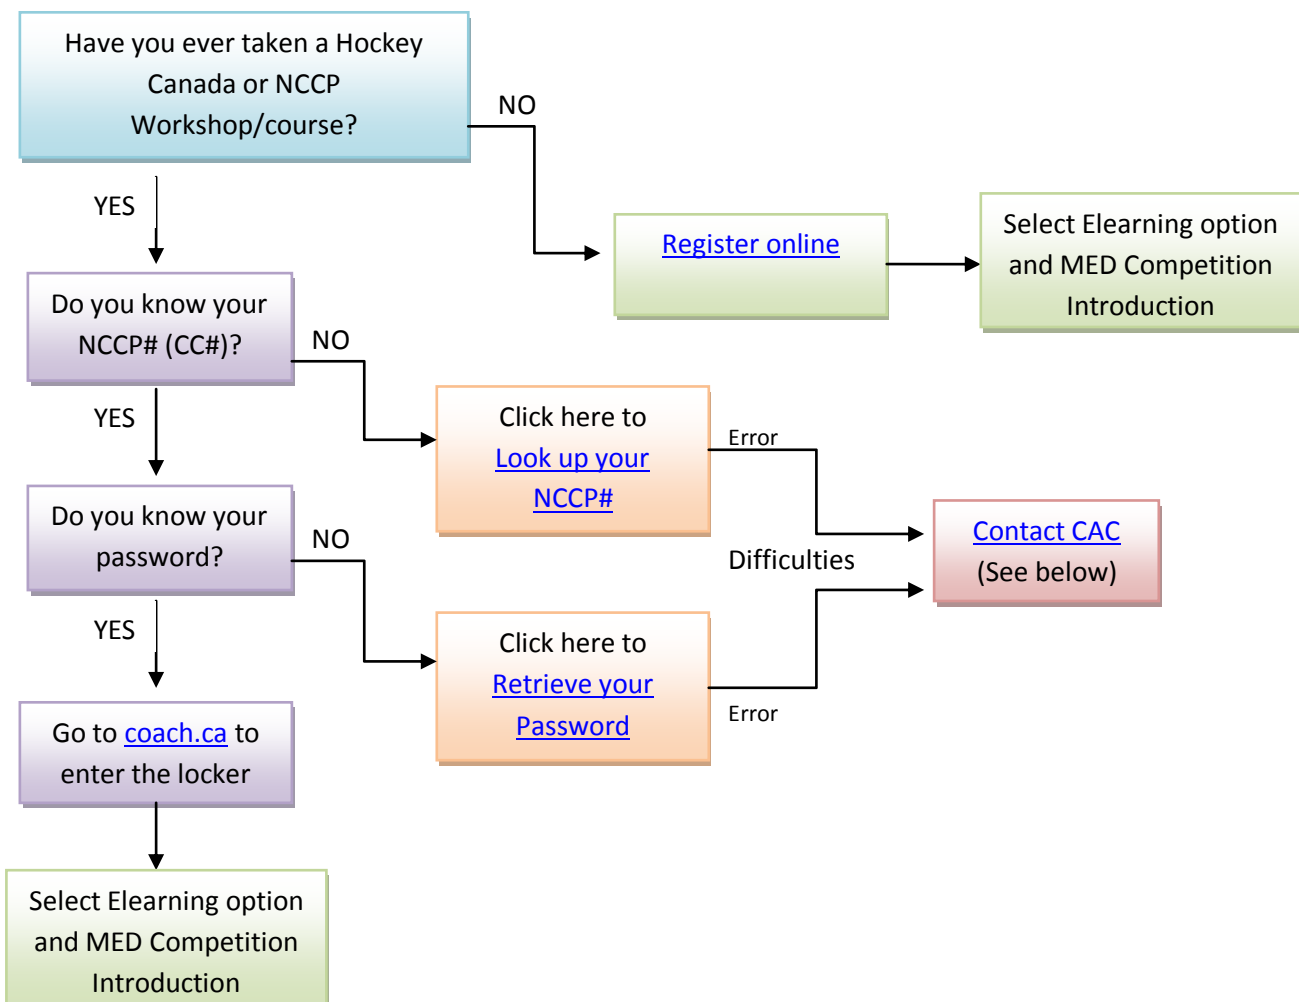 Have you ever taken a Hockey
Canada or NCCP
Workshop/course?
NO
YES
Register online
Select Elearning option
and MED Competition
Introduction
Do you know your
NCCP# (CC#)?
NO
YES
Click here to
Look up your
NCCP#
Error
Do you know your
password?
NO
Difficulties
Contact CAC
(See below)
YES
Click here to
Retrieve your
Password
Error
Go to coach.ca to
enter the locker
Select Elearning option
and MED Competition
Introduction